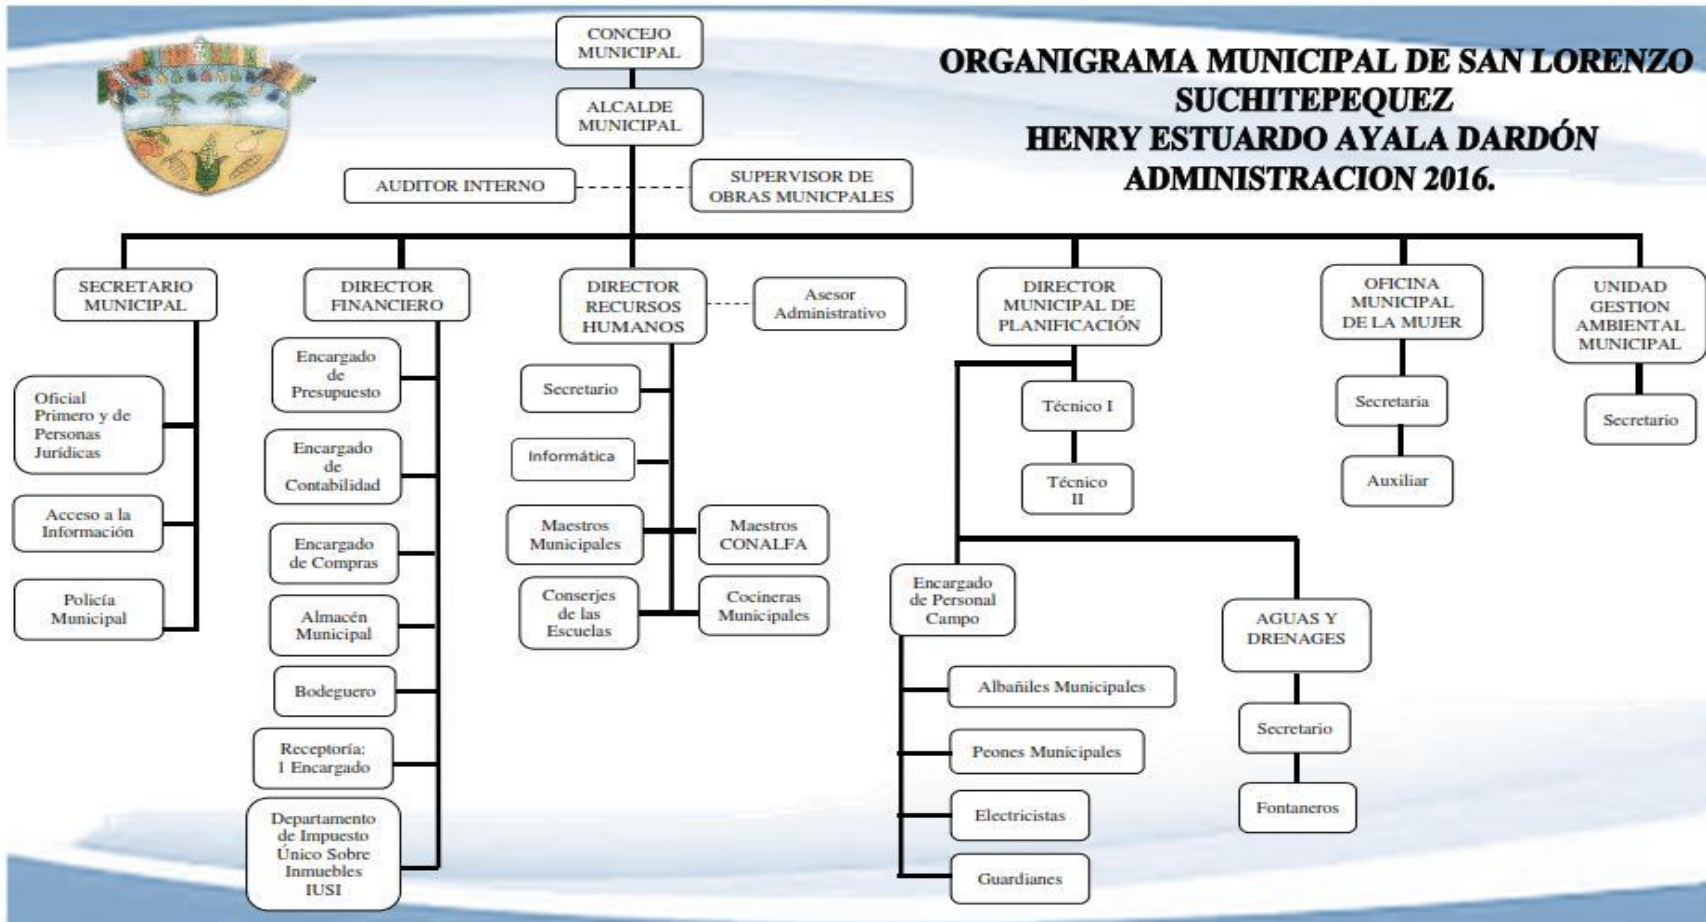 CONCEJO
MUNICIPAL
ORGANIGRAMA MUNICIPAL DE SAN LORENZO
SUCHITEPEQUEZ
HENRY ESTUARDO AYALA DARDÓN
ADMINISTRACION 2016.
ALCALDE
MUNICIPAL
AUDITOR INTERNO
SUPERVISOR DE
OBRAS MUNICPALES
SECRETARIO
MUNICIPAL
DIRECTOR
FINANCIERO
DIRECTOR
RECURSOS
HUMANOS
Asesor
Administrativo
DIRECTOR
MUNICIPAL DE
PLANIFICACIÓN
OFICINA
MUNICIPAL
DE LA MUJER
UNIDAD
GESTION
AMBIENTAL
MUNICIPAL
Oficial
Primero y de
Personas
Jurídicas
Acceso a la
Información
Policía
Municipal
Encargado
de
Presupuesto
Encargado
de
Contabilidad
Encargado
de Compras
Almacén
Municipal
Bodeguero
Receptoría:
1 Encargado
Departamento
de Impuesto
Único Sobre
Inmuebles
IUSI
Secretario
Informática
Maestros
Municipales
Maestros
CONALFA
Conserjes
de las
Escuelas
Cocineras
Municipales
Técnico I
Técnico
II
Encargado
de Personal
Campo
Albañiles Municipales
Peones Municipales
Electricistas
Guardianes
AGUAS Y
DRENAGES
Secretario
Fontaneros
Secretaria
Auxiliar
Secretario